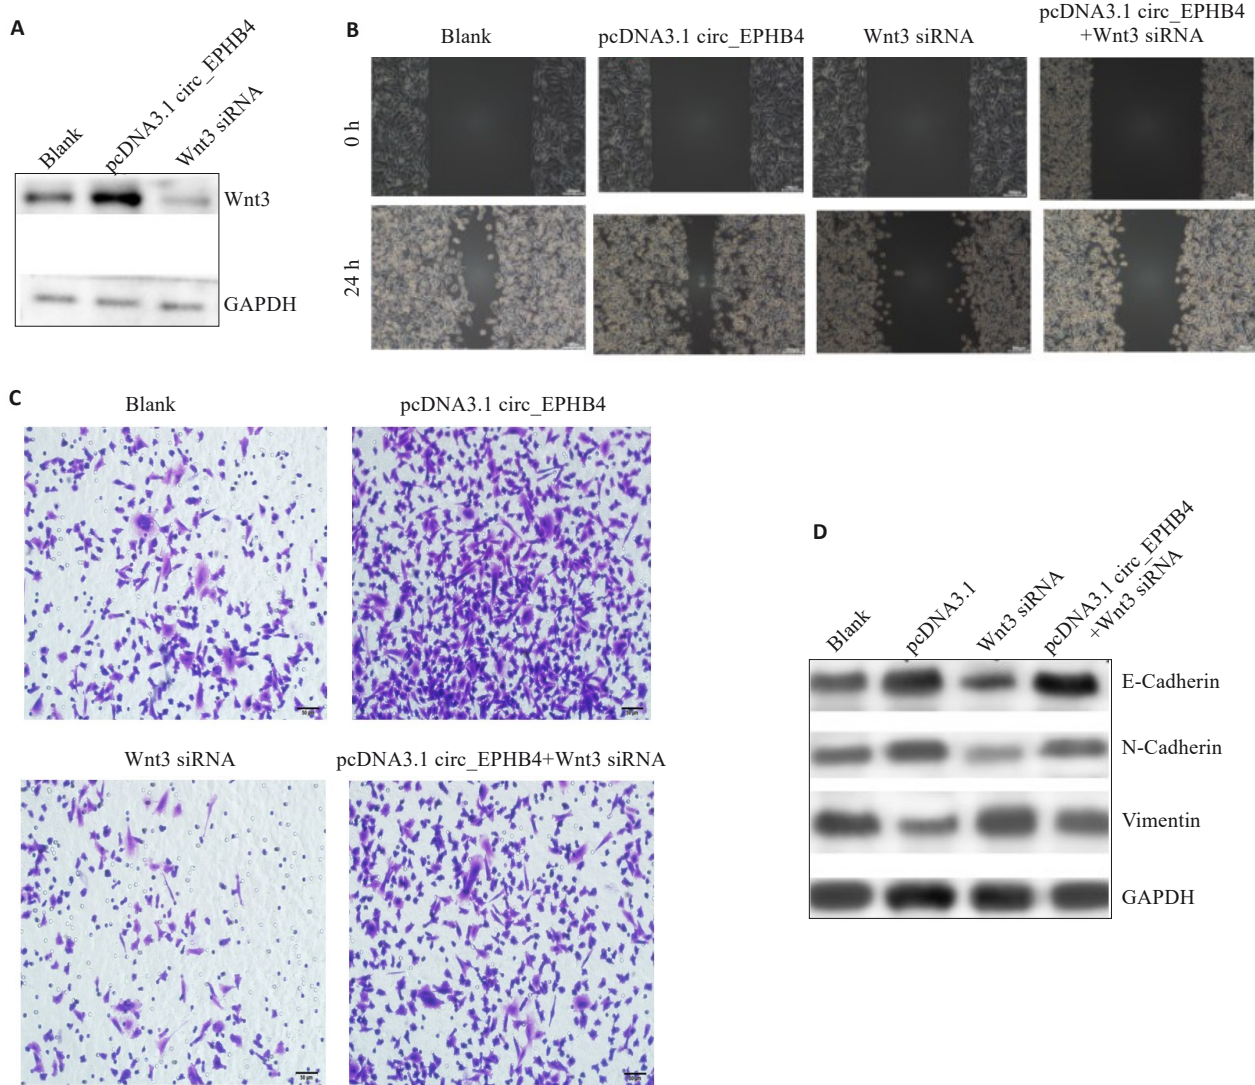 A
Blank
pcDNA3.1 circ_EPHB4
Wnt3 siRNA
Wnt3
GAPDH
B
Blank
pcDNA3.1 circ_EPHB4
Wnt3 siRNA
pcDNA3.1 circ_EPHB4
+Wnt3 siRNA
0 h
24 h
C
Blank
pcDNA3.1 circ_EPHB4
Wnt3 siRNA
pcDNA3.1 circ_EPHB4+Wnt3 siRNA
50 μm
D
Blank
pcDNA3.1
Wnt3 siRNA
pcDNA3.1 circ_EPHB4
+Wnt3 siRNA
E-Cadherin
N-Cadherin
Vimentin
GAPDH